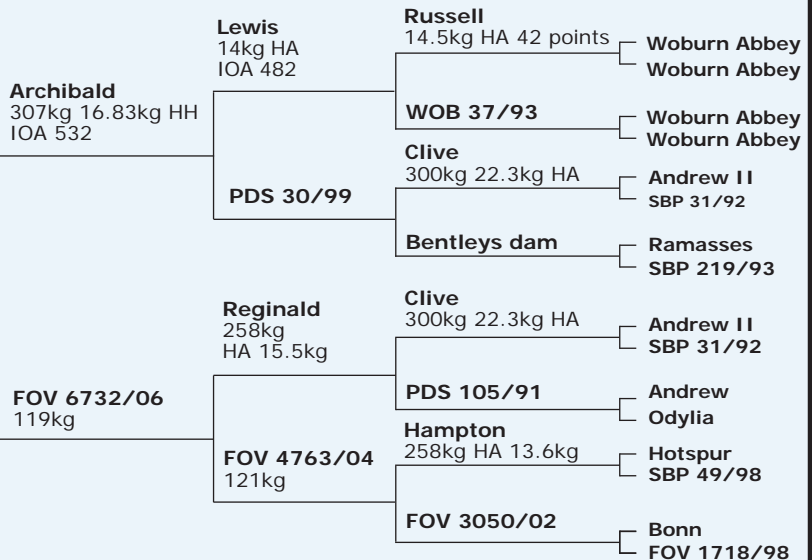 Archibald
307kg 16.83kg HH
IOA 532
Lewis
14kg HA
IOA 482
Russell
14.5kg HA 42 points
Woburn Abbey
Woburn Abbey
WOB 37/93
Woburn Abbey
Woburn Abbey
PDS 30/99
Clive
300kg 22.3kg HA
Andrew II
SBP 31/92
Bentleys dam
Ramasses
SBP 219/93
FOV 6732/06
119kg
Reginald
258kg
HA 15.5kg
Clive
300kg 22.3kg HA
Andrew II
SBP 31/92
PDS 105/91
Andrew
Odylia
FOV 4763/04
121kg
Hampton
258kg HA 13.6kg
Hotspur
SBP 49/98
FOV 3050/02
Bonn
FOV 1718/98